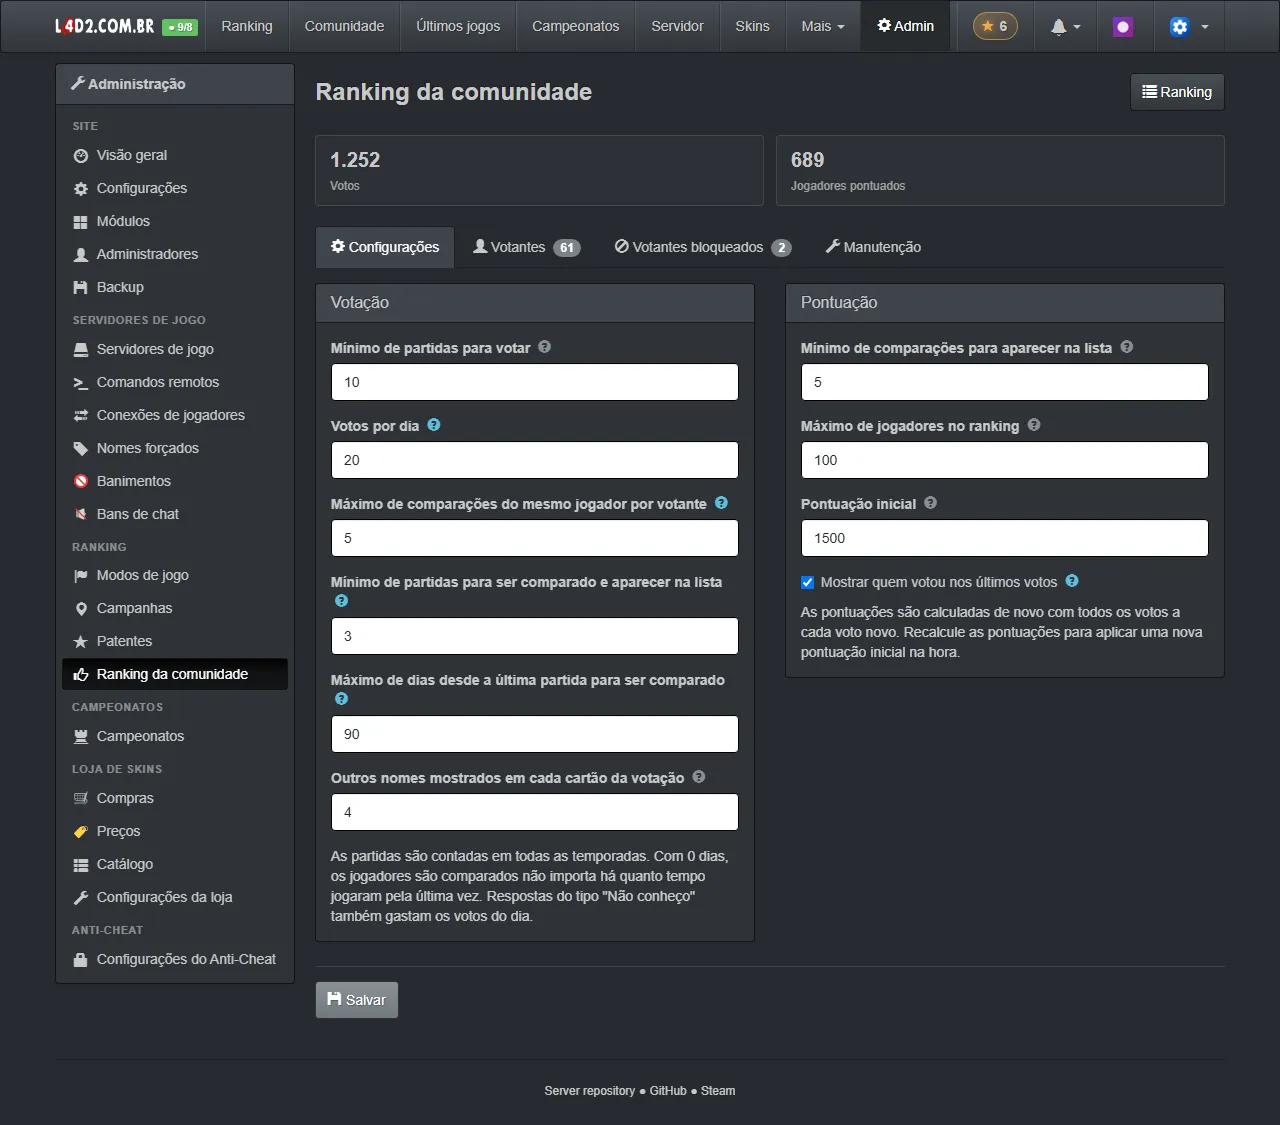 L4D2.COM.BR
● 9/8
Ranking
Comunidade
Últimos jogos
Campeonatos
Servidor
Skins
Mais
Admin
6
Administração
SITE
Visão geral
Configurações
Módulos
Administradores
Backup
SERVIDORES DE JOGO
Servidores de jogo
Comandos remotos
Conexões de jogadores
Nomes forçados
Banimentos
Bans de chat
RANKING
Modos de jogo
Campanhas
Patentes
Ranking da comunidade
CAMPEONATOS
Campeonatos
LOJA DE SKINS
Compras
Preços
Catálogo
Configurações da loja
ANTI-CHEAT
Configurações do Anti-Cheat
Ranking da comunidade
Ranking
1.252
Votos
689
Jogadores pontuados
Configurações
Votantes 61
Votantes bloqueados 2
Manutenção
Votação
Mínimo de partidas para votar ?
10
Votos por dia ?
20
Máximo de comparações do mesmo jogador por votante ?
5
Mínimo de partidas para ser comparado e aparecer na lista
?
3
Máximo de dias desde a última partida para ser comparado
?
90
Outros nomes mostrados em cada cartão da votação ?
4
As partidas são contadas em todas as temporadas. Com 0 dias,
os jogadores são comparados não importa há quanto tempo
jogaram pela última vez. Respostas do tipo "Não conheço"
também gastam os votos do dia.
Pontuação
Mínimo de comparações para aparecer na lista ?
5
Máximo de jogadores no ranking ?
100
Pontuação inicial ?
1500
Mostrar quem votou nos últimos votos ?
As pontuações são calculadas de novo com todos os votos a
cada voto novo. Recalcule as pontuações para aplicar uma nova
pontuação inicial na hora.
Salvar
Server repository ● GitHub ● Steam